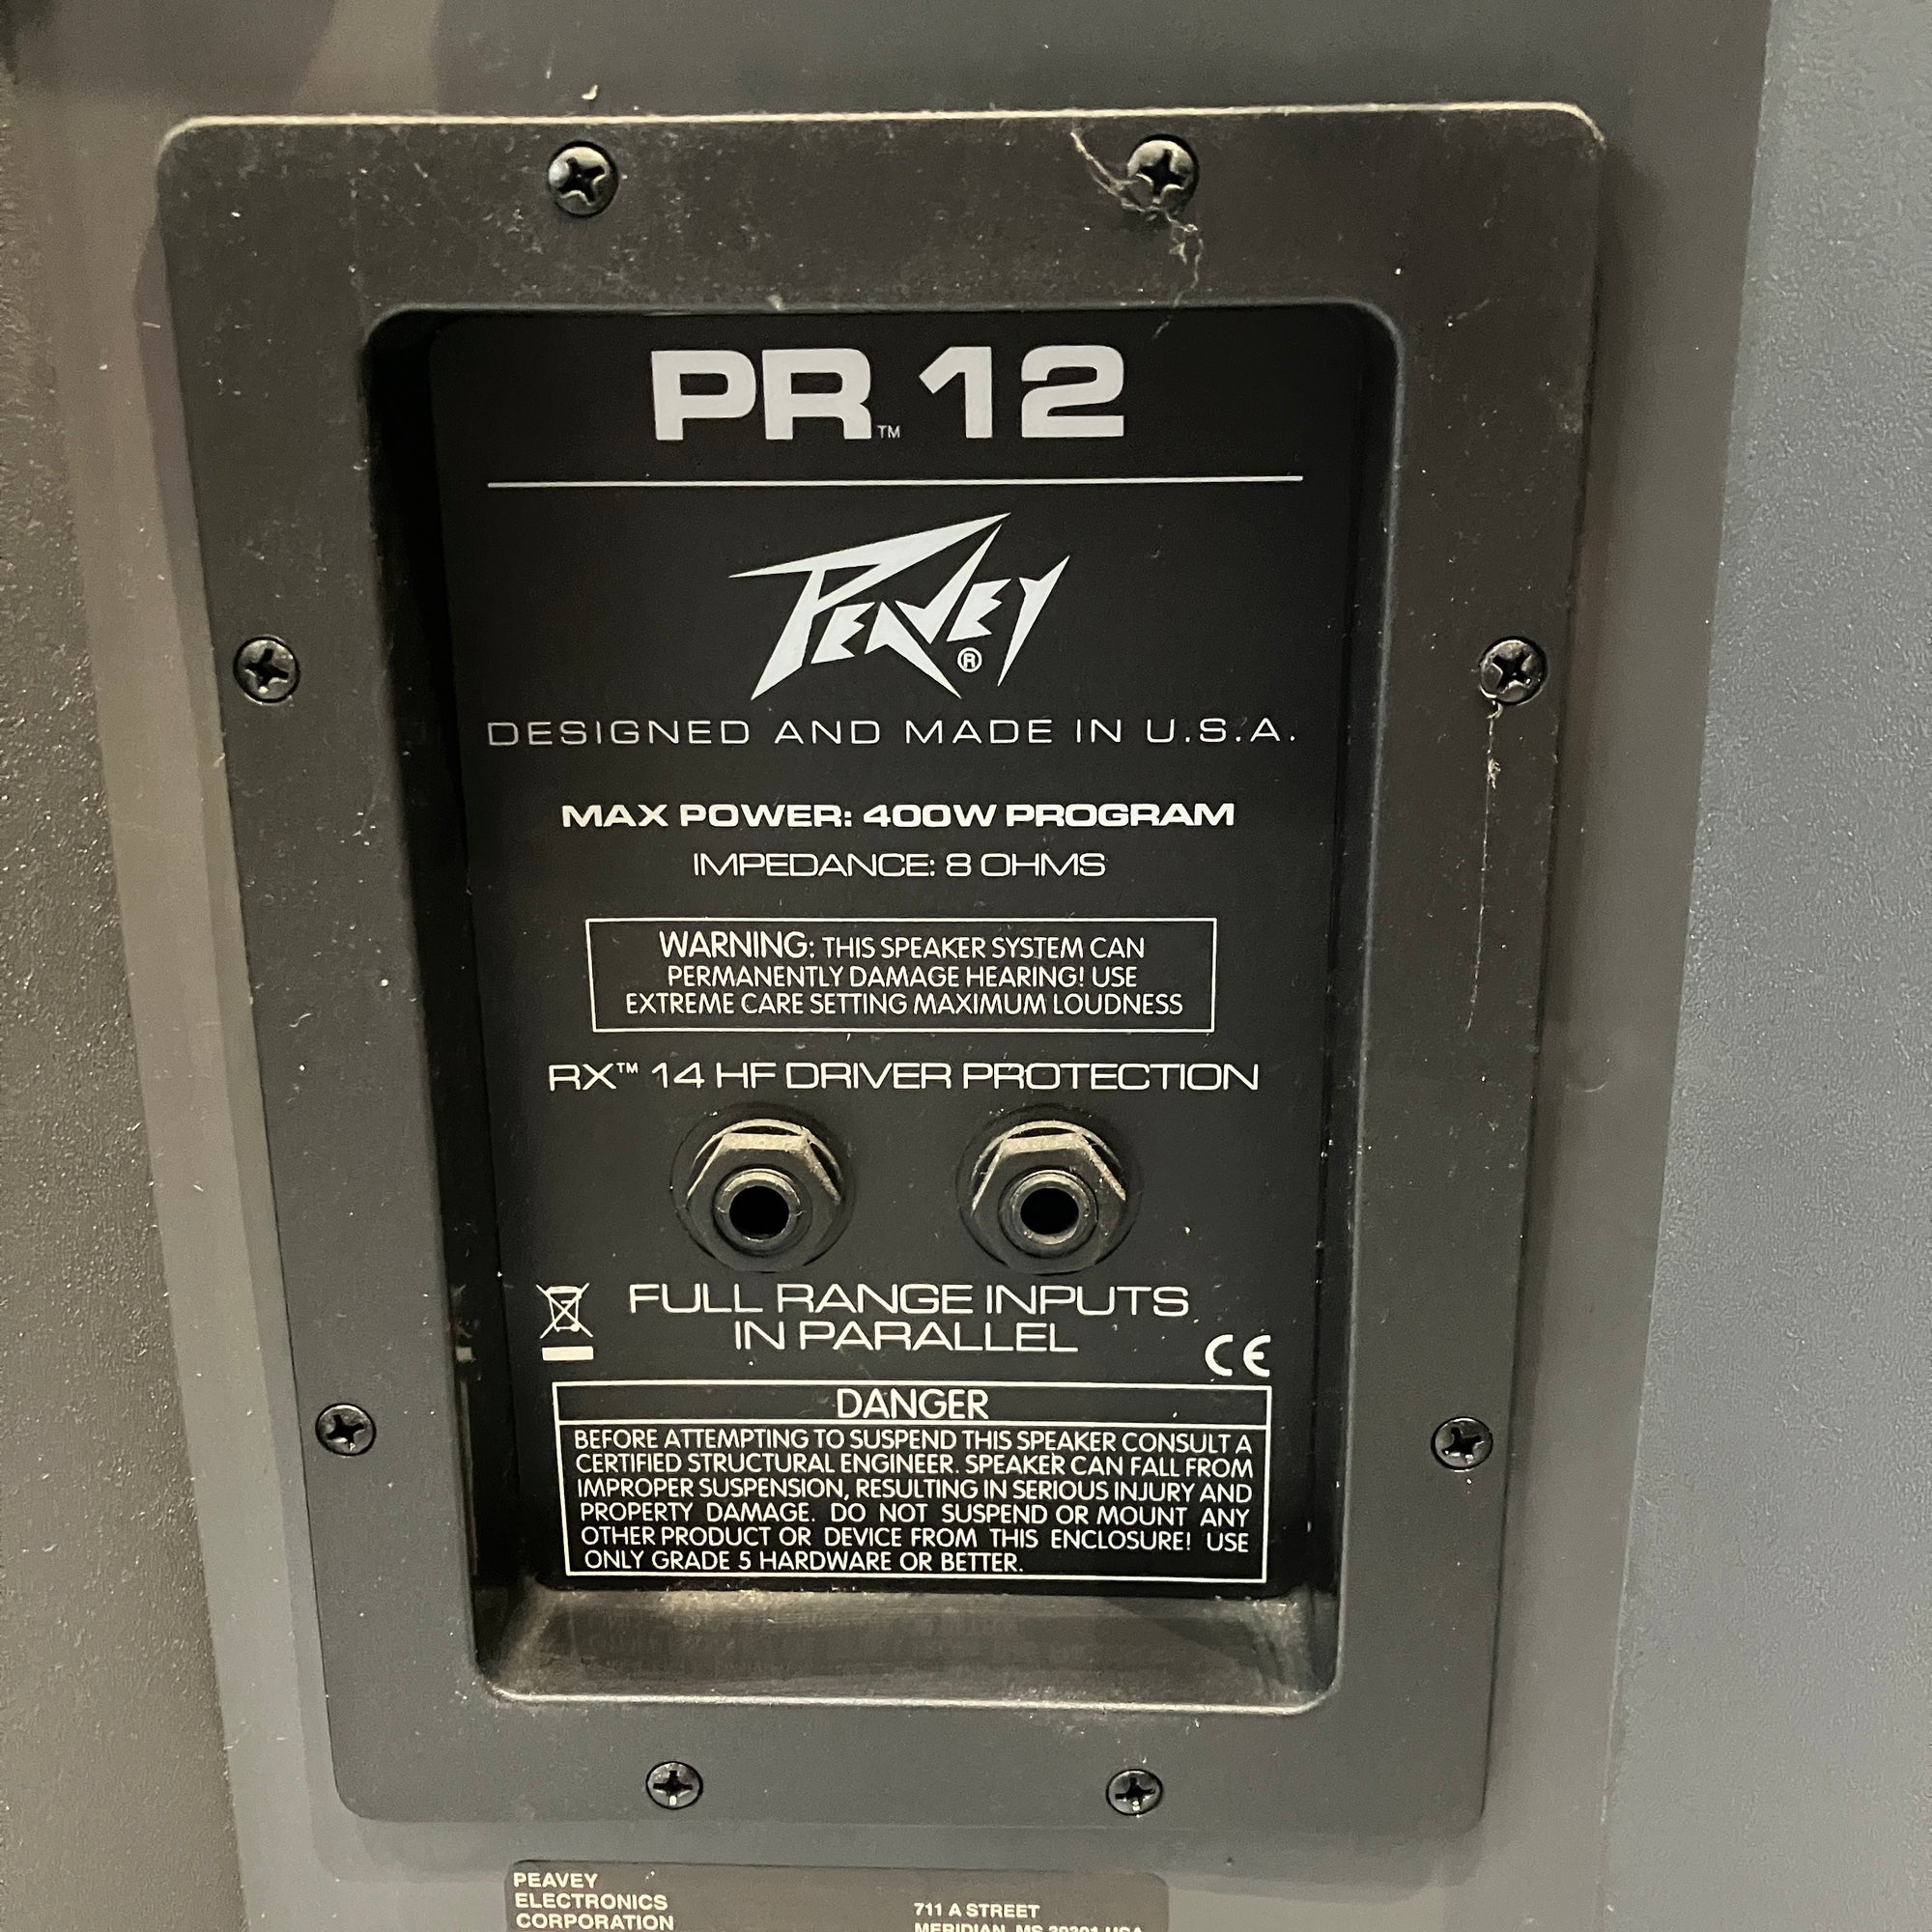 PR™ 12
PEAVEY®
DESIGNED AND MADE IN U.S.A.
MAX POWER: 400W PROGRAM
IMPEDANCE: 8 OHMS
WARNING: THIS SPEAKER SYSTEM CAN
PERMANENTLY DAMAGE HEARING! USE
EXTREME CARE SETTING MAXIMUM LOUDNESS
RX™ 14 HF DRIVER PROTECTION
FULL RANGE INPUTS
IN PARALLEL
CE
DANGER
BEFORE ATTEMPTING TO SUSPEND THIS SPEAKER CONSULT A
CERTIFIED STRUCTURAL ENGINEER. SPEAKER CAN FALL FROM
IMPROPER SUSPENSION, RESULTING IN SERIOUS INJURY AND
PROPERTY DAMAGE. DO NOT SUSPEND OR MOUNT ANY
OTHER PRODUCT OR DEVICE FROM THIS ENCLOSURE! USE
ONLY GRADE 5 HARDWARE OR BETTER.
PEAVEY
ELECTRONICS
CORPORATION
711 A STREET
MERIDIAN, MS 39301 USA